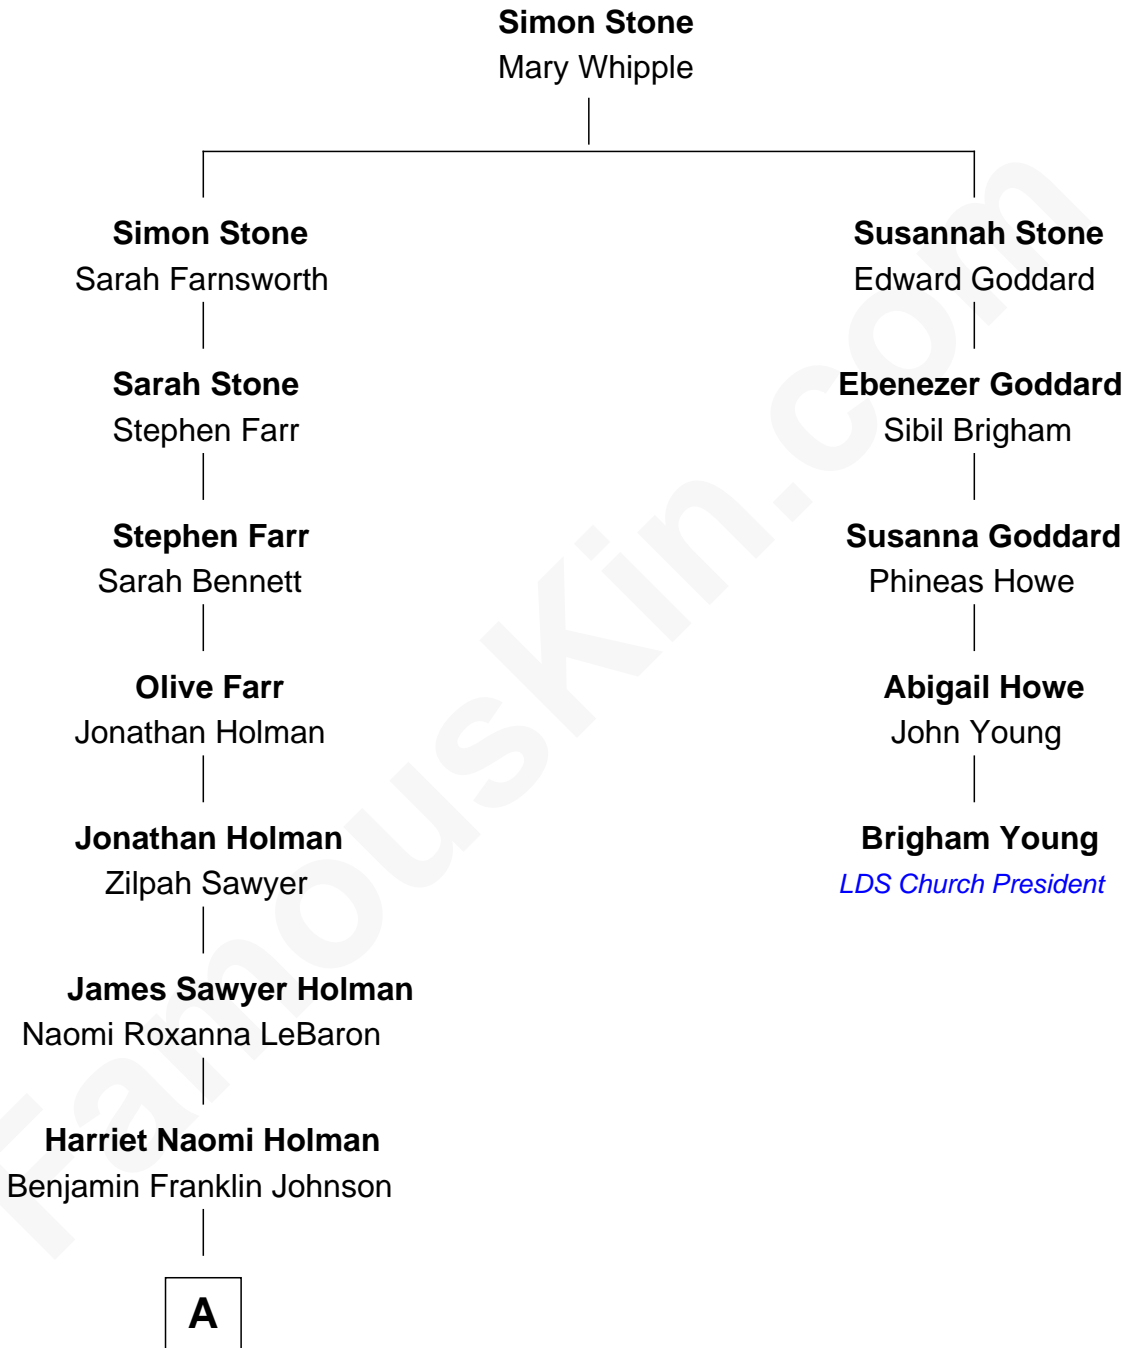 Simon Stone
Mary Whipple
Simon Stone
Sarah Farnsworth
Susannah Stone
Edward Goddard
Sarah Stone
Stephen Farr
Ebenezer Goddard
Sibil Brigham
Stephen Farr
Sarah Bennett
Susanna Goddard
Phineas Howe
Olive Farr
Jonathan Holman
Abigail Howe
John Young
Jonathan Holman
Zilpah Sawyer
Brigham Young
LDS Church President
James Sawyer Holman
Naomi Roxanna LeBaron
Harriet Naomi Holman
Benjamin Franklin Johnson
A
FamousKin.com